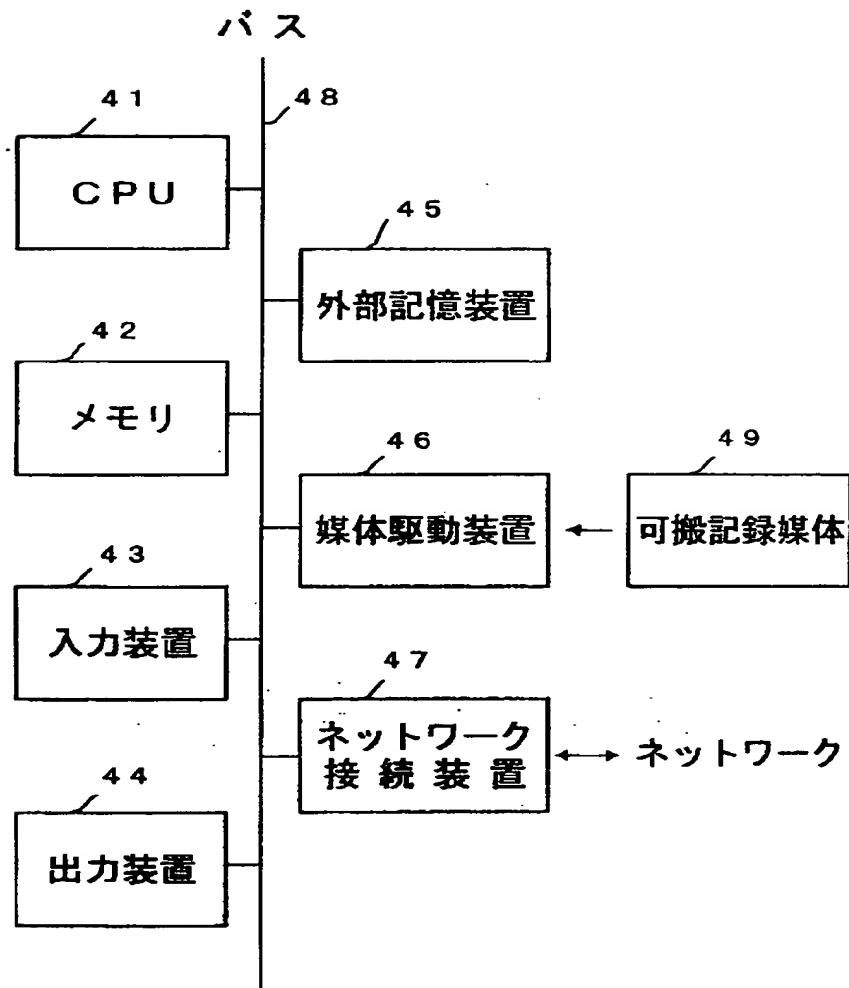 バス
41
48
CPU
45
外部記憶装置
42
メモリ
46
49
媒体駆動装置
可搬記録媒体
43
入力装置
47
ネットワーク
接続装置
ネットワーク
44
出力装置